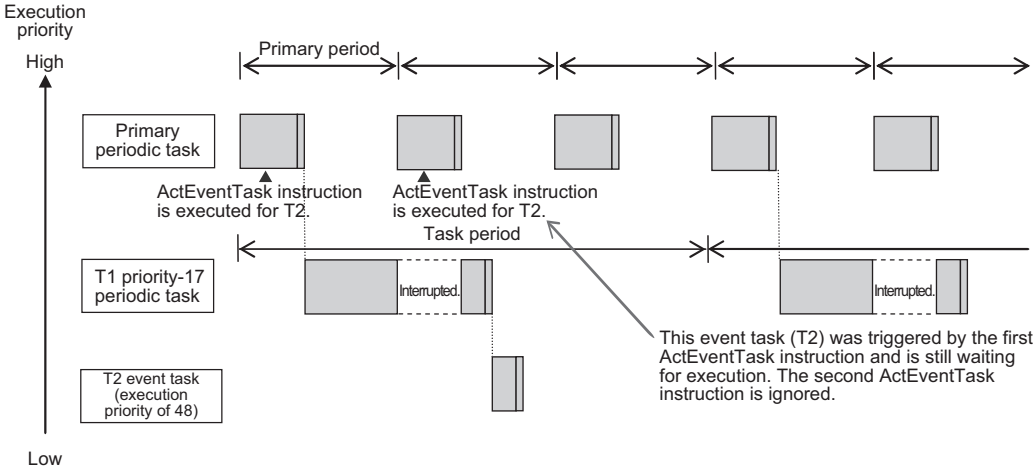 Execution
priority
High
Primary period
Primary
periodic task
ActEventTask instruction
is executed for T2.
ActEventTask instruction
is executed for T2.
Task period
T1 priority-17
periodic task
Interrupted.
Interrupted.
This event task (T2) was triggered by the first
ActEventTask instruction and is still waiting
for execution. The second ActEventTask
instruction is ignored.
T2 event task
(execution
priority of 48)
Low